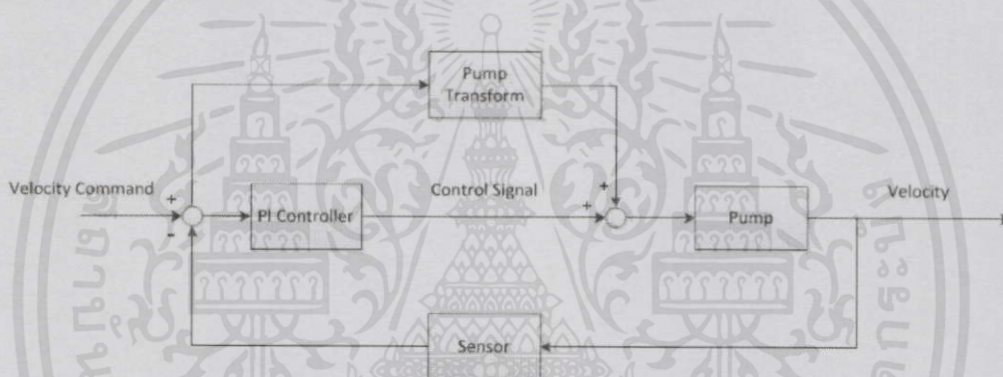 Pump
Transform
Velocity Command
+
-
PI Controller
Control Signal
+
+
Pump
Velocity
Sensor